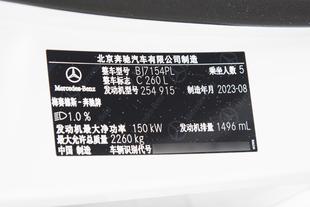 北京奔驰汽车有限公司制造
整车型号 BJ7154PL 乘坐人数 5
整车型号 C 260 L
Mercedes-Benz 发动机型号 254 915 制造年月 2023-08
梅赛德斯-奔驰牌
1.0 %
发动机最大净功率 150 kW 发动机排量 1496 mL
最大允许总质量 2260 kg
中国 制造 车辆识别代号